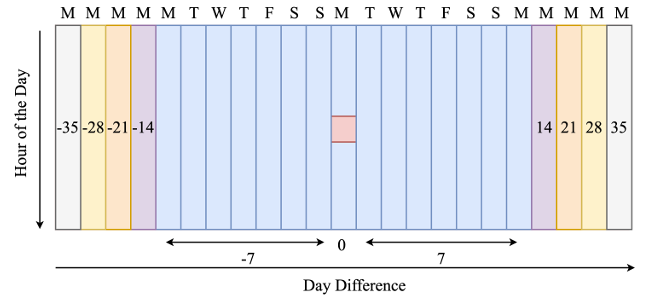 M M M M M T W T F S S M T W T F S S M M M M M
Hour of the Day
-35 -28 -21 -14 14 21 28 35
-7 0 7
Day Difference